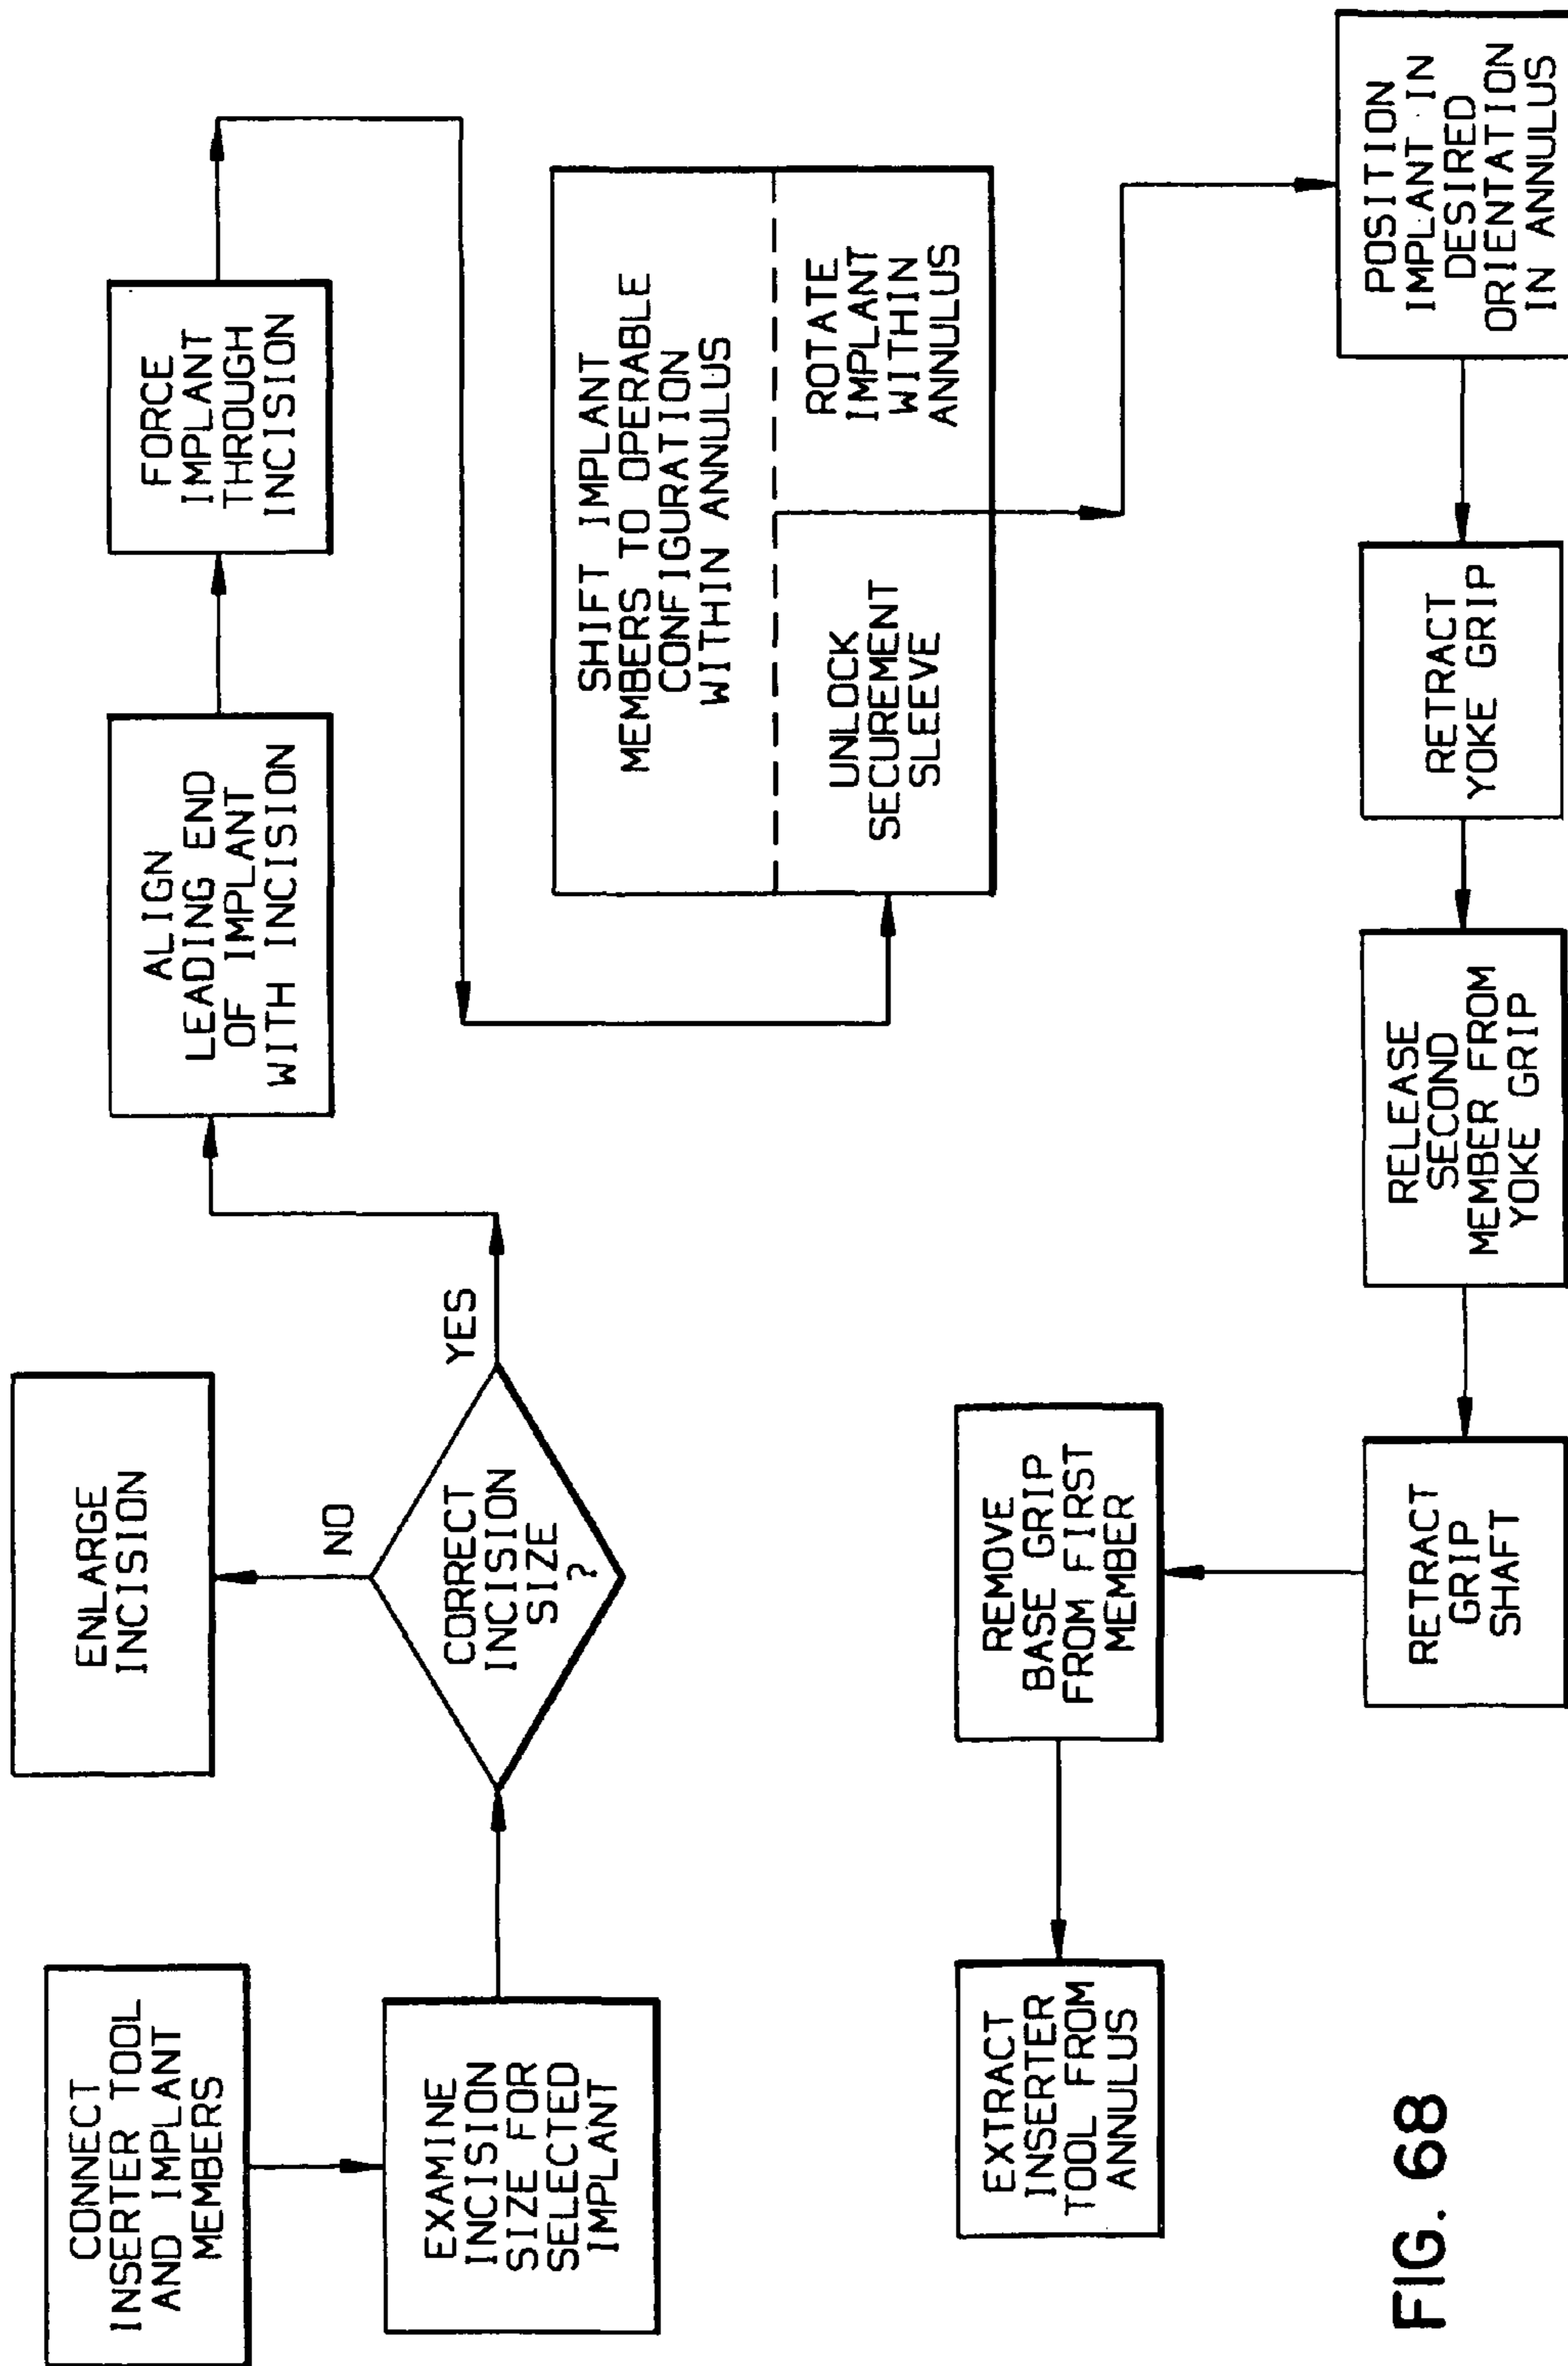 CONNECT
INSERTER TOOL
AND IMPLANT
MEMBERS
EXAMINE
INCISION
SIZE FOR
SELECTED
IMPLANT
CORRECT
INCISION
SIZE
?
NO
ENLARGE
INCISION
YES
ALIGN
LEADING END
OF IMPLANT
WITH INCISION
FORCE
IMPLANT
THROUGH
INCISION
SHIFT IMPLANT
MEMBERS TO OPERABLE
CONFIGURATION
WITHIN ANNULUS
UNLOCK
SECUREMENT
SLEEVE
ROTATE
IMPLANT
WITHIN
ANNULUS
POSITION
IMPLANT IN
DESIRED
ORIENTATION
IN ANNULUS
RETRACT
YOKE GRIP
RELEASE
SECOND
MEMBER FROM
YOKE GRIP
RETRACT
GRIP
SHAFT
REMOVE
BASE GRIP
FROM FIRST
MEMBER
EXTRACT
INSERTER
TOOL FROM
ANNULUS
FIG. 68